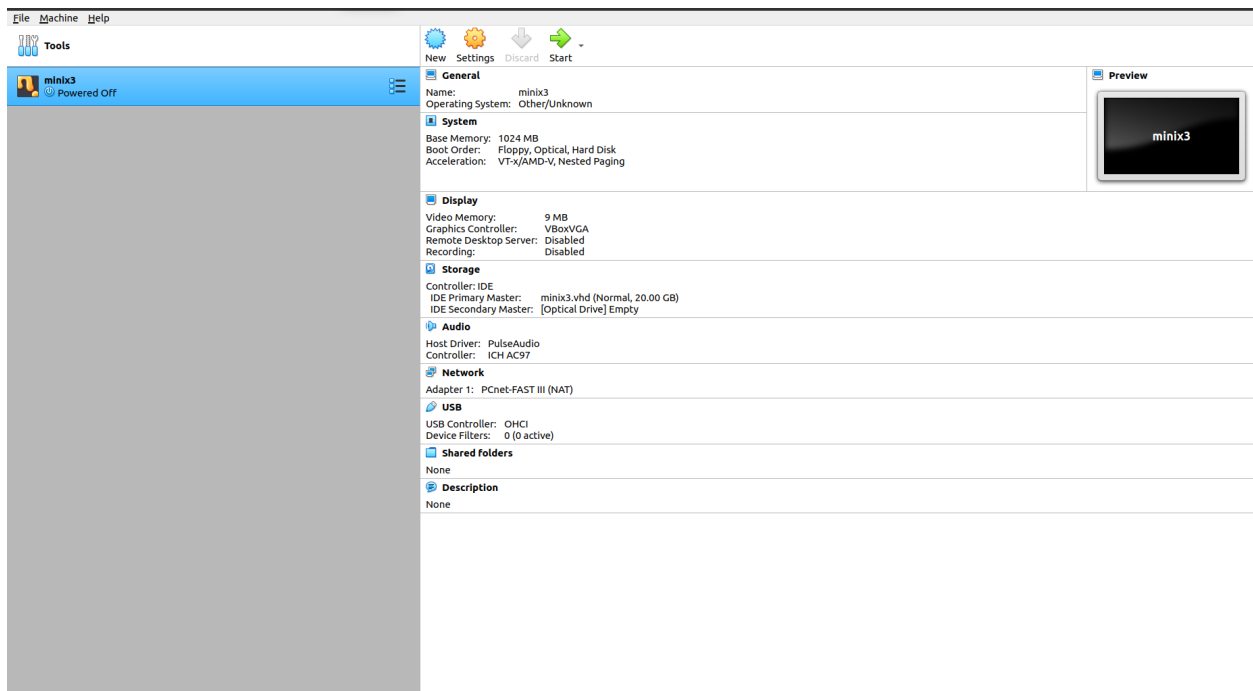 File Machine Help
Tools
New Settings Discard Start
minix3
Powered Off
General
Name: minix3
Operating System: Other/Unknown
Preview
minix3
System
Base Memory: 1024 MB
Boot Order: Floppy, Optical, Hard Disk
Acceleration: VT-x/AMD-V, Nested Paging
Display
Video Memory: 9 MB
Graphics Controller: VBoxVGA
Remote Desktop Server: Disabled
Recording: Disabled
Storage
Controller: IDE
IDE Primary Master: minix3.vhd (Normal, 20.00 GB)
IDE Secondary Master: [Optical Drive] Empty
Audio
Host Driver: PulseAudio
Controller: ICH AC97
Network
Adapter 1: PCnet-FAST III (NAT)
USB
USB Controller: OHCI
Device Filters: 0 (0 active)
Shared folders
None
Description
None